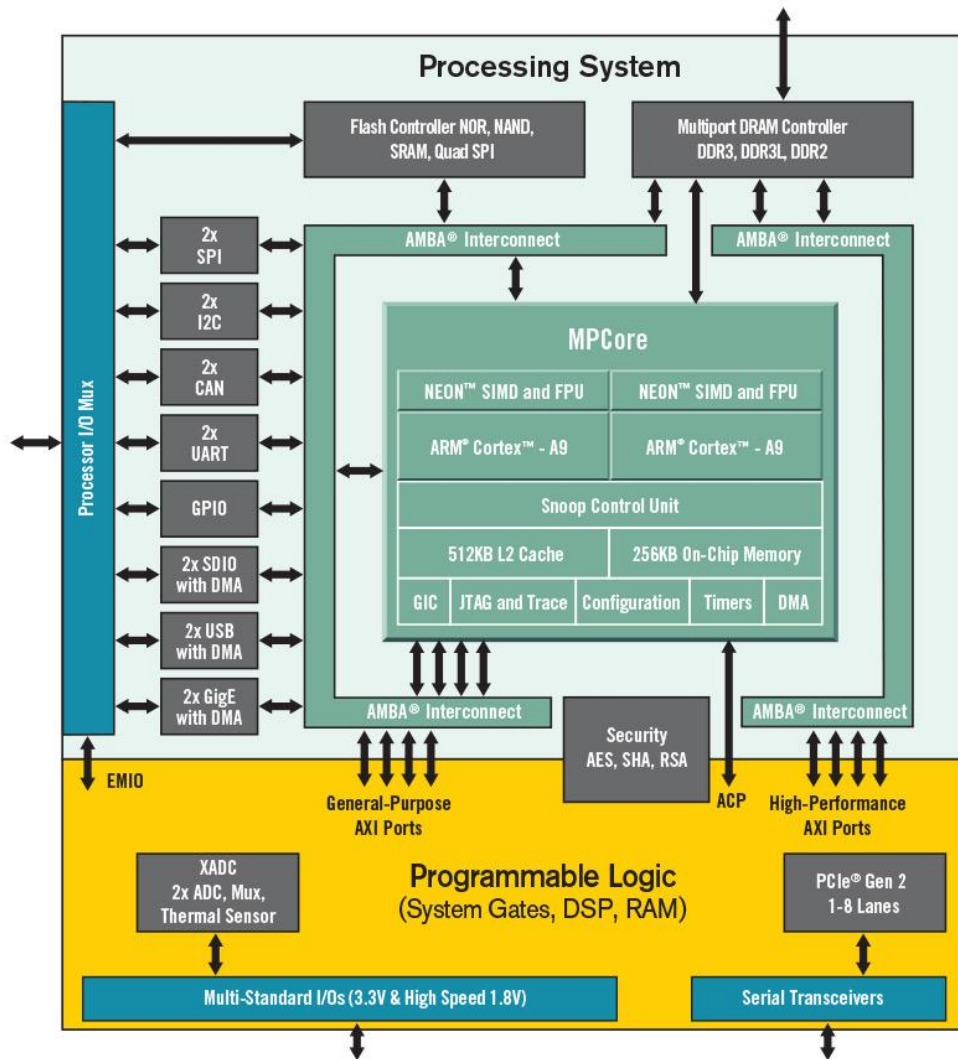 Processing System
Flash Controller NOR, NAND,
SRAM, Quad SPI
Multiport DRAM Controller
DDR3, DDR3L, DDR2
AMBA® Interconnect
AMBA® Interconnect
Processor I/O Mux
2x
SPI
2x
I2C
2x
CAN
2x
UART
GPIO
2x SDIO
with DMA
2x USB
with DMA
2x GigE
with DMA
MPCore
NEON™ SIMD and FPU
NEON™ SIMD and FPU
ARM® Cortex™ - A9
ARM® Cortex™ - A9
Snoop Control Unit
512KB L2 Cache
256KB On-Chip Memory
GIC
JTAG and Trace
Configuration
Timers
DMA
AMBA® Interconnect
AMBA® Interconnect
Security
AES, SHA, RSA
EMIO
General-Purpose
AXI Ports
ACP
High-Performance
AXI Ports
XADC
2x ADC, Mux,
Thermal Sensor
Programmable Logic
(System Gates, DSP, RAM)
PCIe® Gen 2
1-8 Lanes
Multi-Standard I/Os (3.3V & High Speed 1.8V)
Serial Transceivers